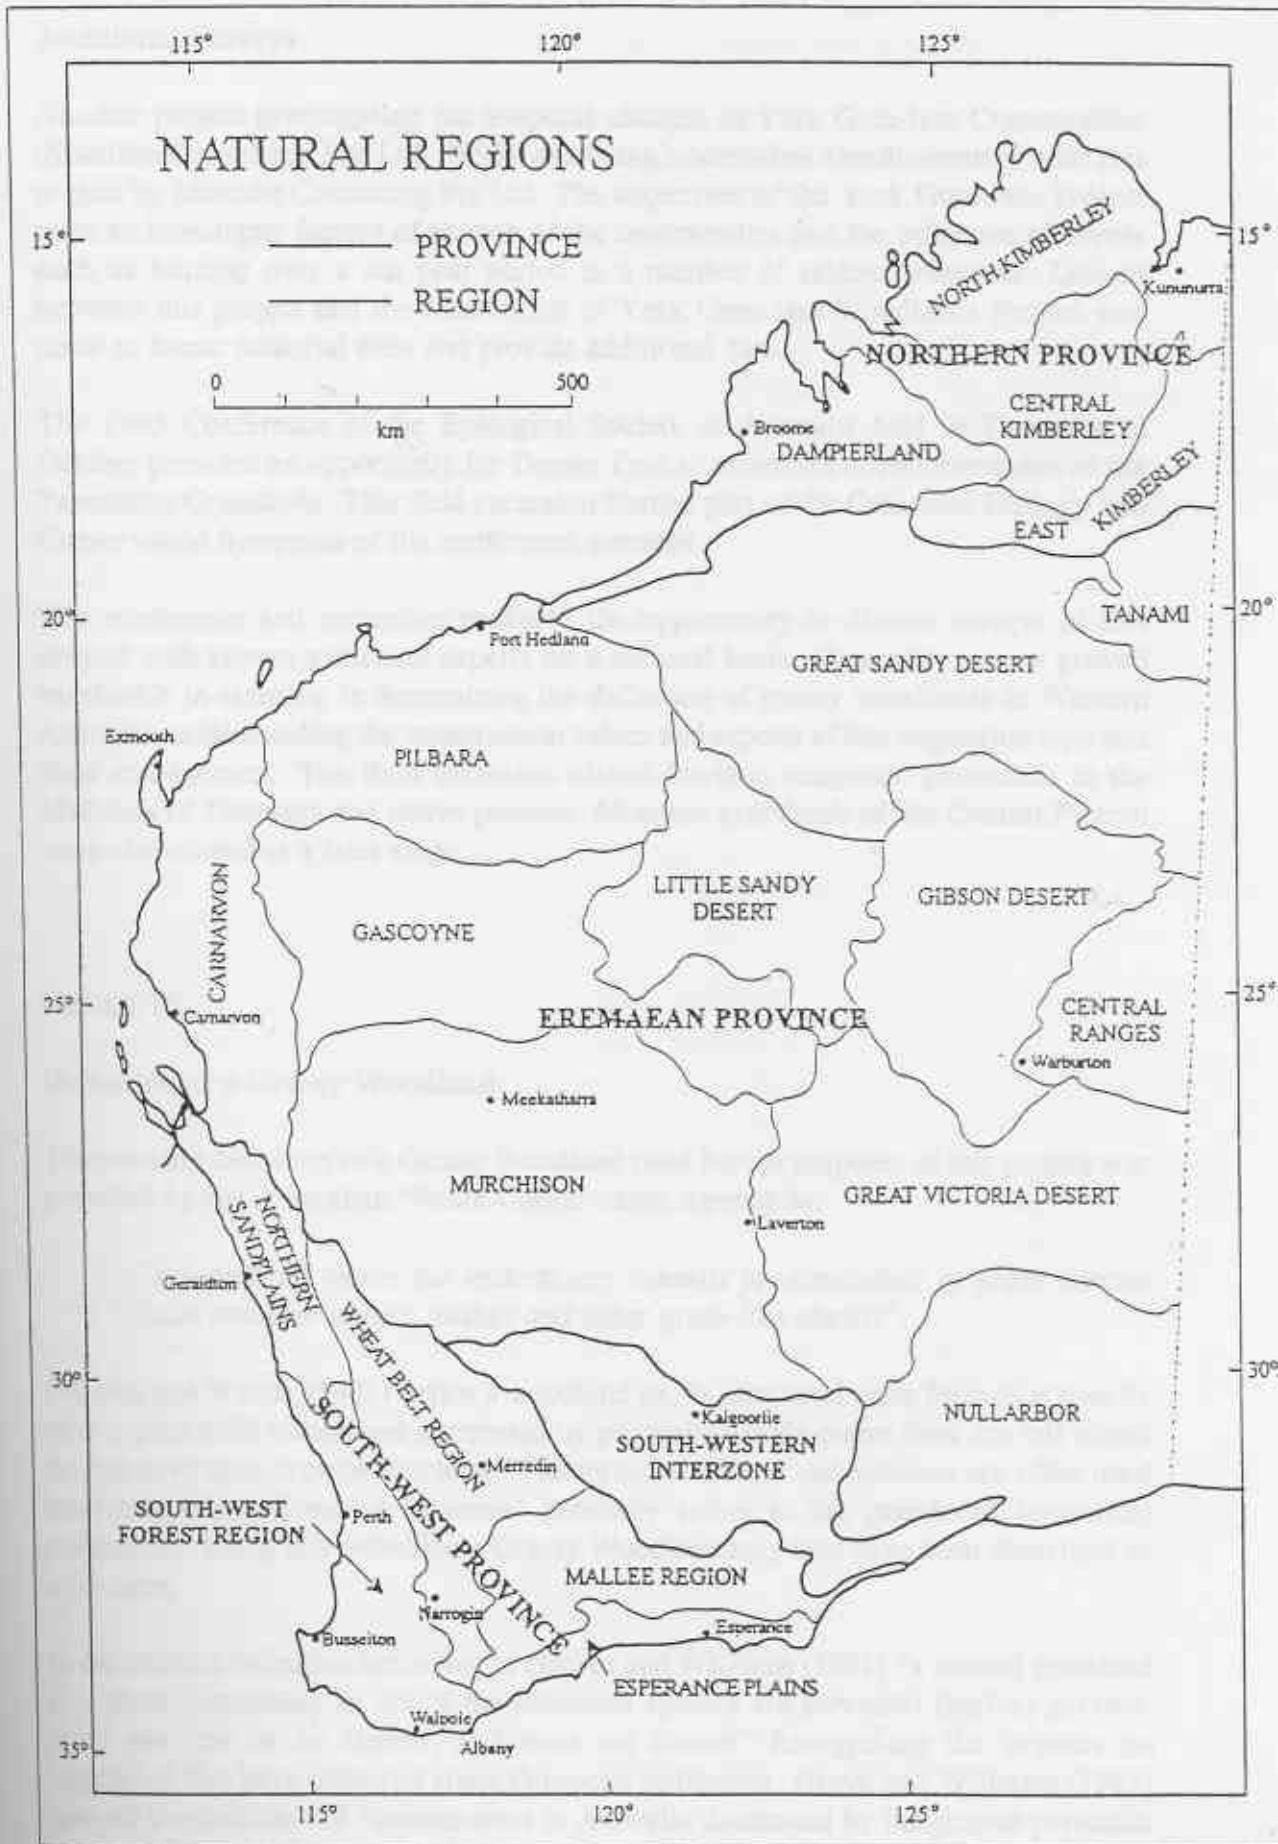 115°
120°
125°
NATURAL REGIONS
PROVINCE
REGION
0
500
km
15°
15°
NORTH KIMBERLEY
Kununurra
NORTHERN PROVINCE
CENTRAL
KIMBERLEY
Broome
DAMPIERLAND
EAST KIMBERLEY
20°
20°
TANAMI
Port Hedland
GREAT SANDY DESERT
Exmouth
PILBARA
CARNARVON
GASCOYNE
LITTLE SANDY
DESERT
GIBSON DESERT
25°
25°
Carnarvon
EREMAEAN PROVINCE
CENTRAL
RANGES
Warburton
Meekatharra
MURCHISON
GREAT VICTORIA DESERT
Laverton
NORTHERN
SANDPLAINS
Geraldton
WHEAT BELT REGION
30°
30°
Kalgoorlie
SOUTH-WESTERN
INTERZONE
NULLARBOR
SOUTH-WEST PROVINCE
Merredin
SOUTH-WEST
FOREST REGION
Perth
MALLEE REGION
Narrogin
Esperance
Busselton
ESPERANCE PLAINS
Walpole
Albany
35°
115°
120°
125°